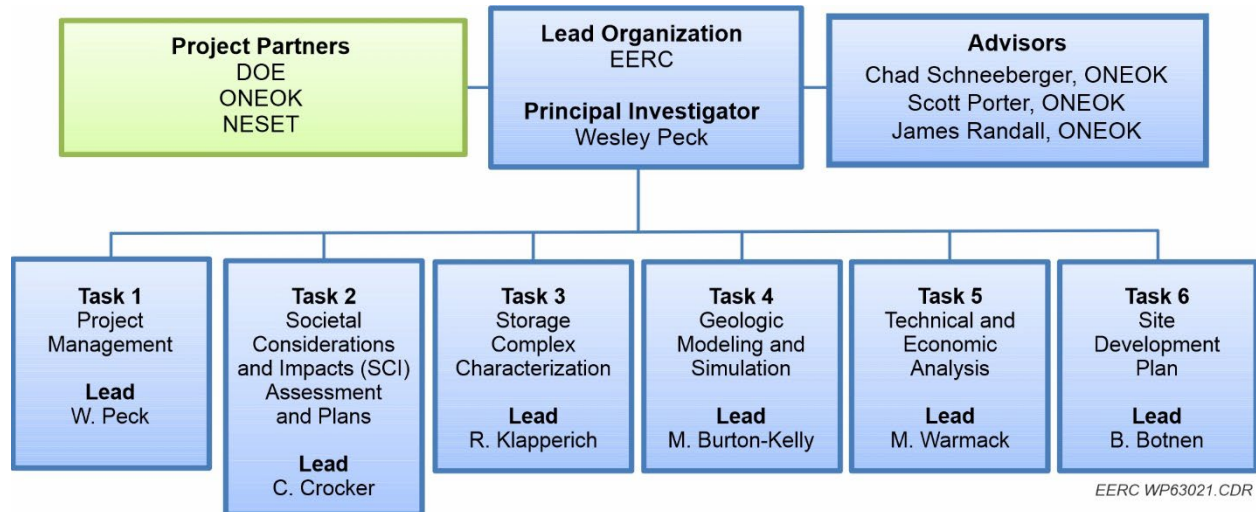 Project Partners
DOE
ONEOK
NESET
Lead Organization
EERC
Principal Investigator
Wesley Peck
Advisors
Chad Schneeberger, ONEOK
Scott Porter, ONEOK
James Randall, ONEOK
Task 1
Project
Management
Lead
W. Peck
Task 2
Societal
Considerations
and Impacts (SCI)
Assessment
and Plans
Lead
C. Crocker
Task 3
Storage
Complex
Characterization
Lead
R. Klapperich
Task 4
Geologic
Modeling and
Simulation
Lead
M. Burton-Kelly
Task 5
Technical and
Economic
Analysis
Lead
M. Warmack
Task 6
Site
Development
Plan
Lead
B. Botnen
EERC WP63021.CDR